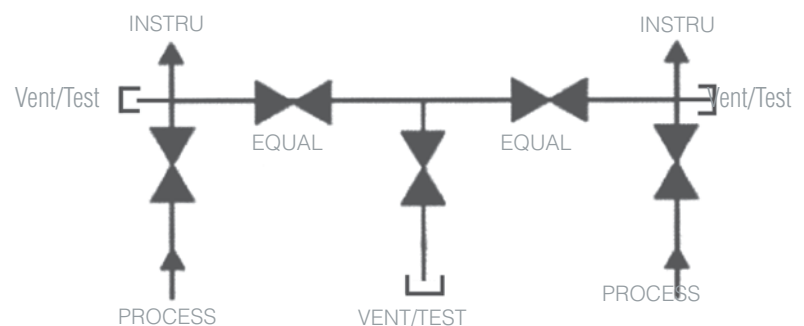 INSTRU
INSTRU
Vent/Test
Vent/Test
EQUAL
EQUAL
PROCESS
VENT/TEST
PROCESS